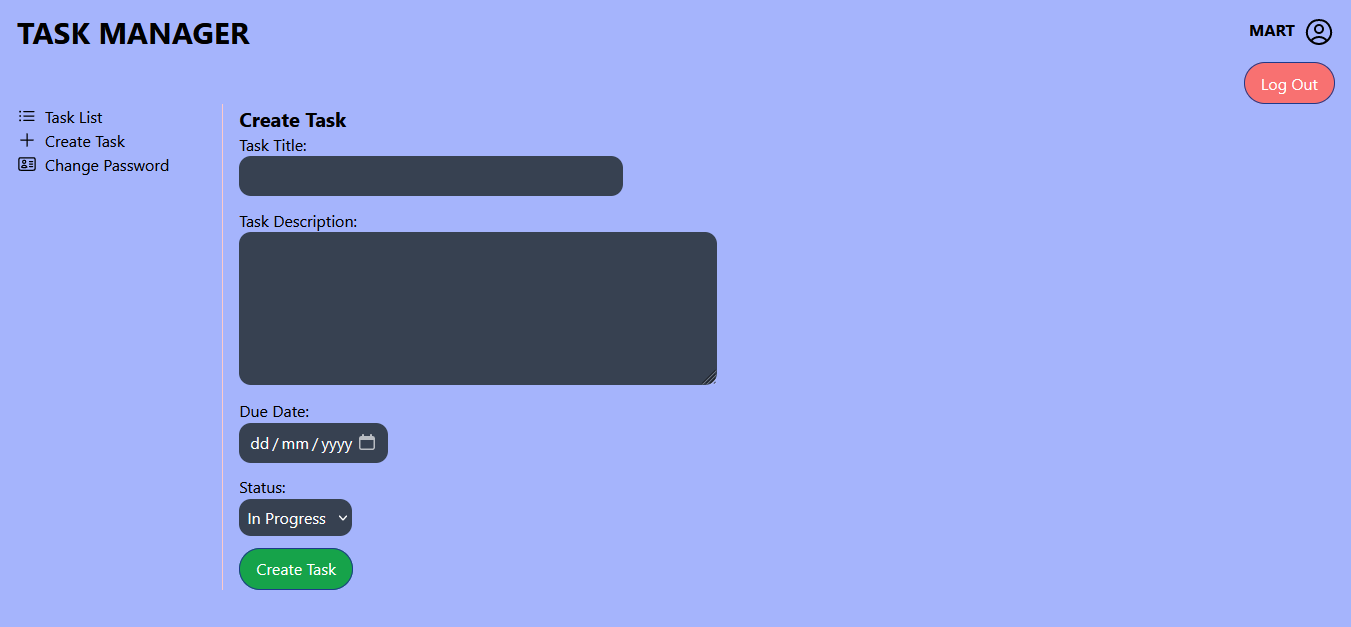 TASK MANAGER
MART
Log Out
Task List
Create Task
Change Password
Create Task
Task Title:
Task Description:
Due Date:
dd/mm/yyyy
Status:
In Progress
Create Task